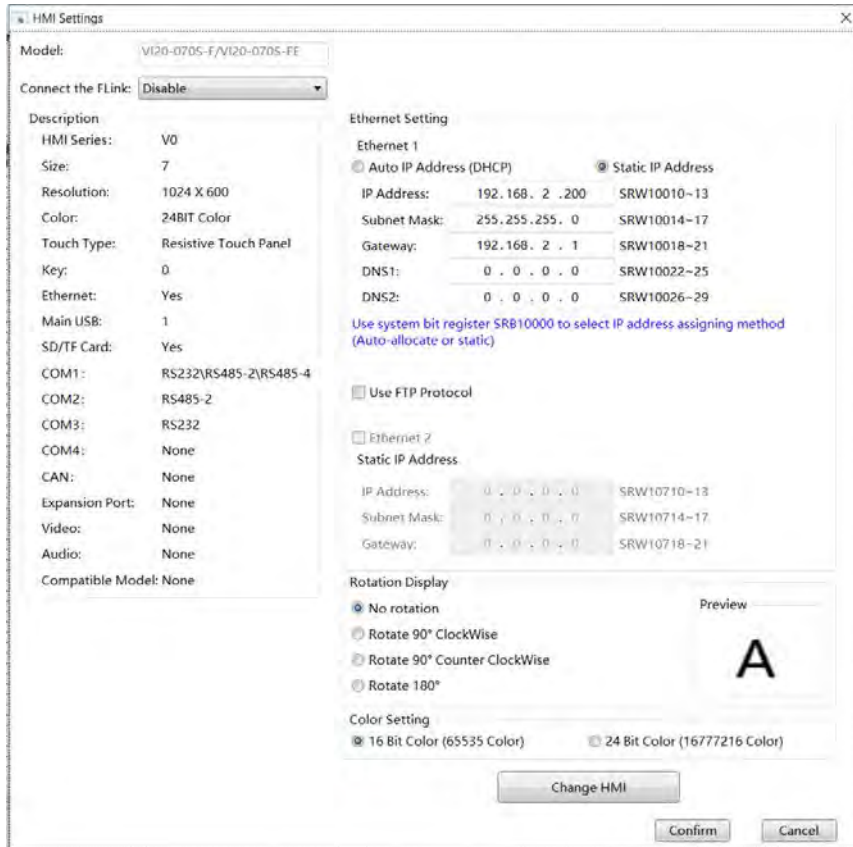 HMI Settings
Model: VI20-070S-F/VI20-070S-FE
Connect the FLink: Disable
Description
HMI Series: V0
Size: 7
Resolution: 1024 X 600
Color: 24BIT Color
Touch Type: Resistive Touch Panel
Key: 0
Ethernet: Yes
Main USB: 1
SD/TF Card: Yes
COM1: RS232\RS485-2\RS485-4
COM2: RS485-2
COM3: RS232
COM4: None
CAN: None
Expansion Port: None
Video: None
Audio: None
Compatible Model: None
Ethernet Setting
Ethernet 1
Auto IP Address (DHCP) Static IP Address
IP Address: 192.168. 2 .200 SRW10010~13
Subnet Mask: 255.255.255. 0 SRW10014~17
Gateway: 192.168. 2 . 1 SRW10018~21
DNS1: 0 . 0 . 0 . 0 SRW10022~25
DNS2: 0 . 0 . 0 . 0 SRW10026~29
Use system bit register SRB10000 to select IP address assigning method
(Auto-allocate or static)
Use FTP Protocol
Ethernet 2
Static IP Address
IP Address: 0 . 0 . 0 . 0 SRW10710~13
Subnet Mask: 0 . 0 . 0 . 0 SRW10714~17
Gateway: 0 . 0 . 0 . 0 SRW10718~21
Rotation Display
No rotation
Rotate 90° ClockWise
Rotate 90° Counter ClockWise
Rotate 180°
Preview
A
Color Setting
16 Bit Color (65535 Color) 24 Bit Color (16777216 Color)
Change HMI
Confirm Cancel